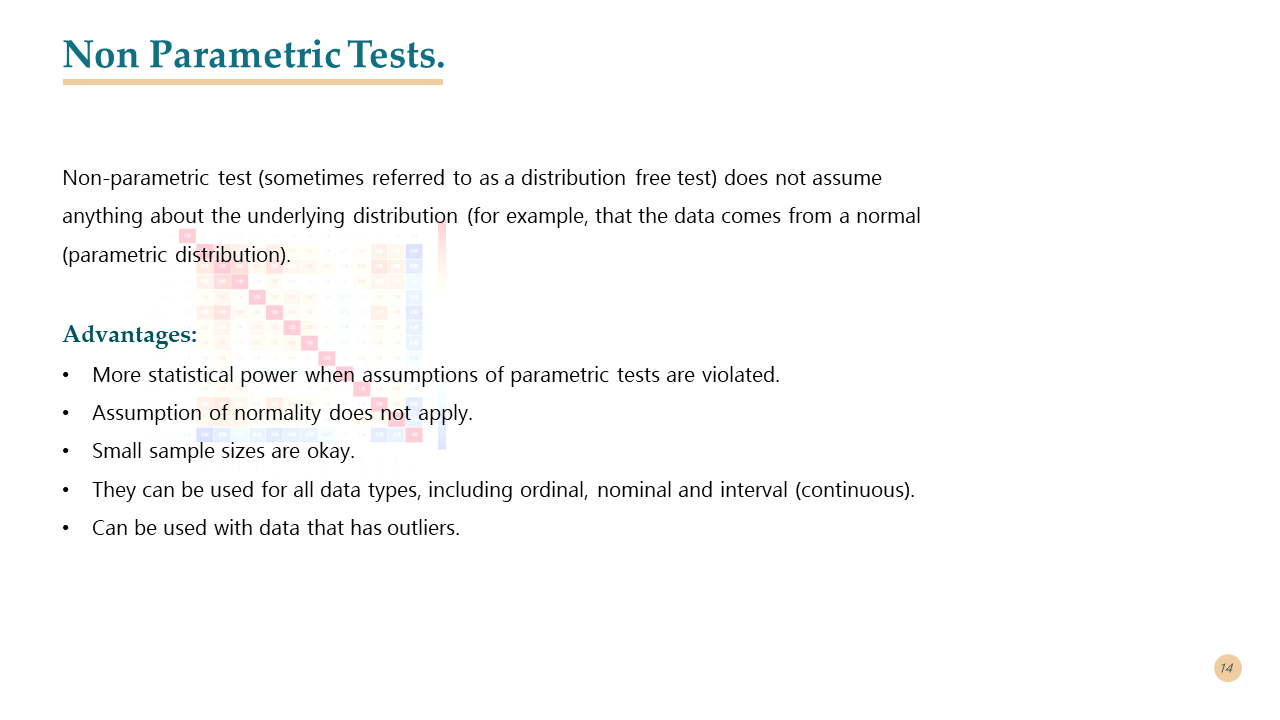 Non Parametric Tests.
Non-parametric test (sometimes referred to as a distribution free test) does not assume
anything about the underlying distribution (for example, that the data comes from a normal
(parametric distribution).
Advantages:
• More statistical power when assumptions of parametric tests are violated.
• Assumption of normality does not apply.
• Small sample sizes are okay.
• They can be used for all data types, including ordinal, nominal and interval (continuous).
• Can be used with data that has outliers.
14